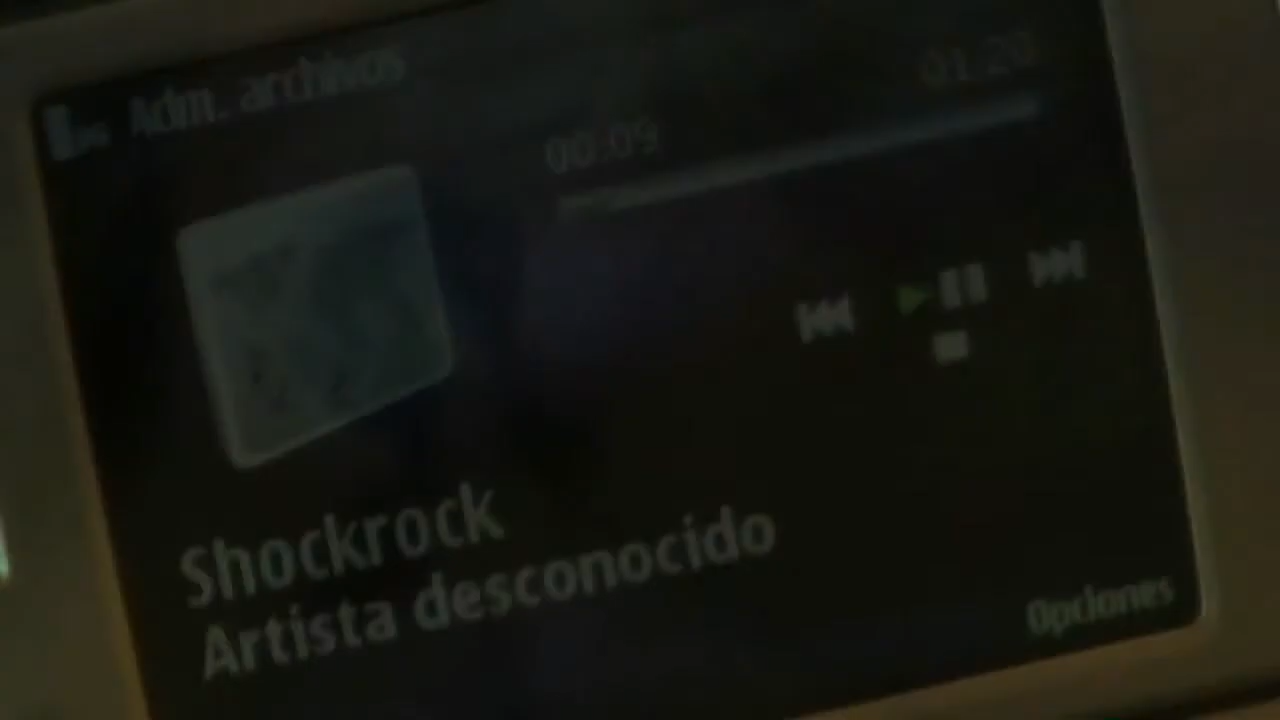 Adm. archivos
01:20
00:09
Shockrock
Artista desconocido
Opciones